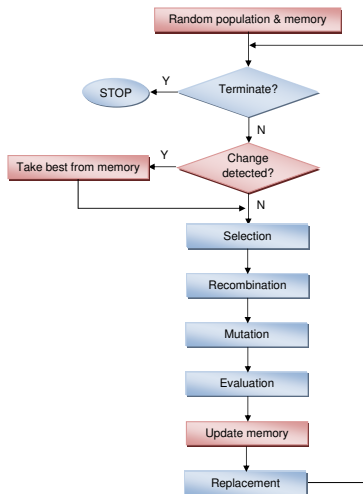 Random population & memory
Terminate?
Y
STOP
N
Change
detected?
Y
Take best from memory
N
Selection
Recombination
Mutation
Evaluation
Update memory
Replacement